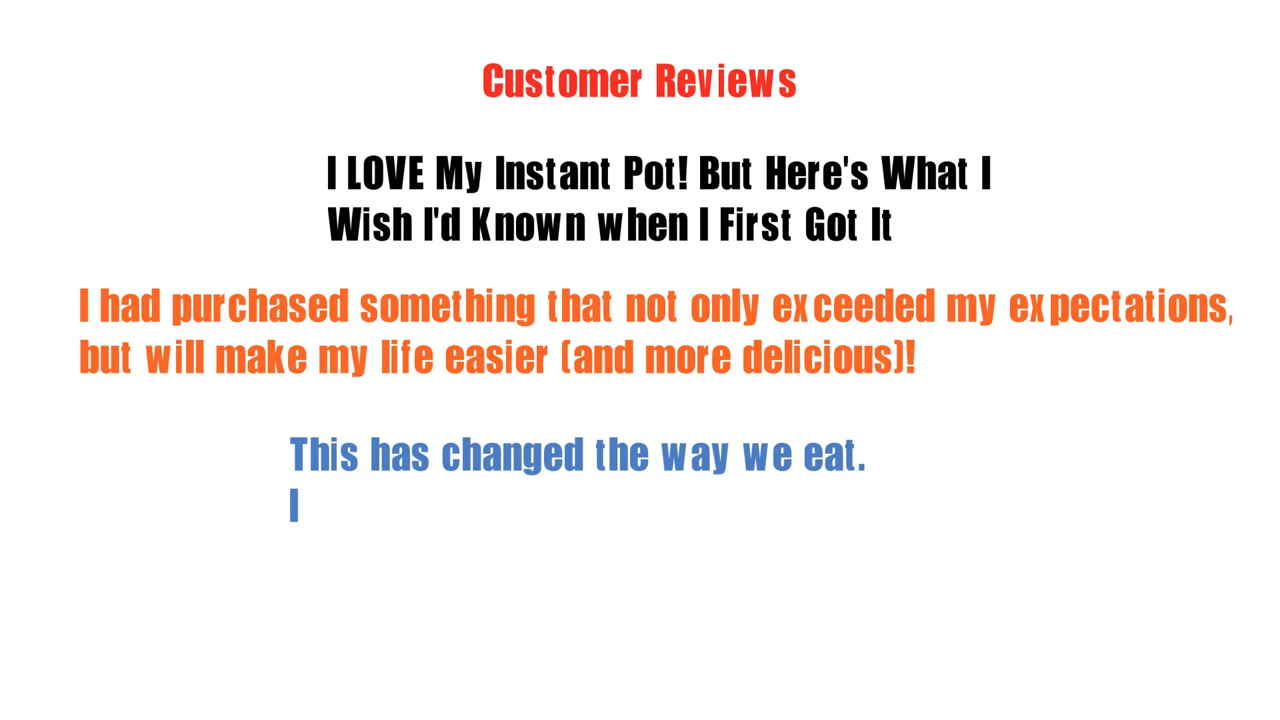 Customer Reviews
I LOVE My Instant Pot! But Here's What I
Wish I'd Known when I First Got It
I had purchased something that not only exceeded my expectations,
but will make my life easier (and more delicious)!
This has changed the way we eat.
I